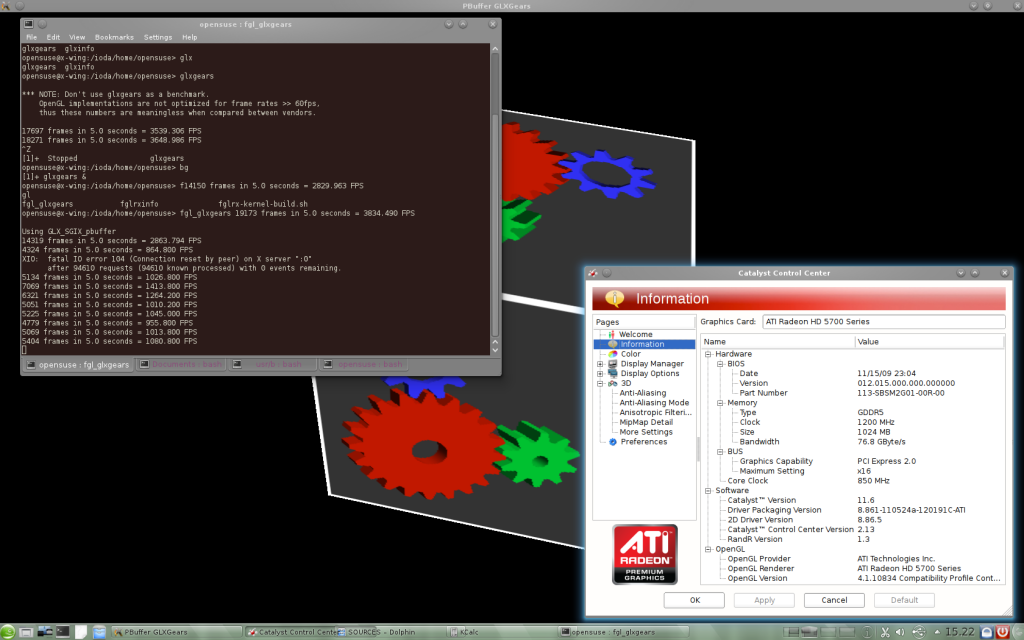 PBuffer GLXGears
opensuse : fgl_glxgears
File Edit View Bookmarks Settings Help
glxgears glxinfo
opensuse@x-wing:/ioda/home/opensuse> glx
glxgears glxinfo
opensuse@x-wing:/ioda/home/opensuse> glxgears
*** NOTE: Don't use glxgears as a benchmark.
OpenGL implementations are not optimized for frame rates >> 60fps,
thus these numbers are meaningless when compared between vendors.
17697 frames in 5.0 seconds = 3539.306 FPS
18271 frames in 5.0 seconds = 3648.986 FPS
^Z
[1]+ Stopped glxgears
opensuse@x-wing:/ioda/home/opensuse> bg
[1]+ glxgears &
opensuse@x-wing:/ioda/home/opensuse> f14150 frames in 5.0 seconds = 2829.963 FPS
gl
fgl_glxgears fglrxinfo fglrx-kernel-build.sh
opensuse@x-wing:/ioda/home/opensuse> fgl_glxgears 19173 frames in 5.0 seconds = 3834.490 FPS
Using GLX_SGIX_pbuffer
14319 frames in 5.0 seconds = 2863.794 FPS
4324 frames in 5.0 seconds = 864.800 FPS
XIO: fatal IO error 104 (Connection reset by peer) on X server ":0"
after 94610 requests (94610 known processed) with 0 events remaining.
5134 frames in 5.0 seconds = 1026.800 FPS
7069 frames in 5.0 seconds = 1413.800 FPS
6321 frames in 5.0 seconds = 1264.200 FPS
5051 frames in 5.0 seconds = 1010.200 FPS
5225 frames in 5.0 seconds = 1045.000 FPS
4779 frames in 5.0 seconds = 955.800 FPS
5069 frames in 5.0 seconds = 1013.800 FPS
5404 frames in 5.0 seconds = 1080.800 FPS
opensuse : fgl_glxgears Documents : bash : bash opensuse : bash
Catalyst Control Center
Information
Pages
Welcome
Information
Color
Display Manager
Display Options
3D
Anti-Aliasing
Anti-Aliasing Mode
Anisotropic Filteri...
MipMap Detail
More Settings
Preferences
ATI
RADEON
PREMIUM
GRAPHICS
Graphics Card: ATI Radeon HD 5700 Series
Name Value
Hardware
BIOS
Date 11/15/09 23:04
Version 012.015.000.000.000000
Part Number 113-SBSM2G01-00R-00
Memory
Type GDDR5
Clock 1200 MHz
Size 1024 MB
Bandwidth 76.8 GByte/s
BUS
Graphics Capability PCI Express 2.0
Maximum Setting x16
Core Clock 850 MHz
Software
Catalyst™ Version 11.6
Driver Packaging Version 8.861-110524a-120191C-ATI
2D Driver Version 8.86.5
Catalyst™ Control Center Version 2.13
RandR Version 1.3
OpenGL
OpenGL Provider ATI Technologies Inc.
OpenGL Renderer ATI Radeon HD 5700 Series
OpenGL Version 4.1.10834 Compatibility Profile Cont...
OK Apply Cancel Default
PBuffer GLXGears Catalyst Control Center SOURCES - Dolphin KCalc opensuse : fgl_glxgears 15.22